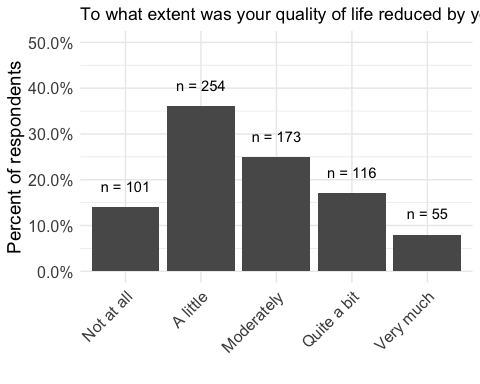 To what extent was your quality of life reduced by
50.0%
40.0%
30.0%
20.0%
10.0%
0.0%
Percent of respondents
n = 101
n = 254
n = 173
n = 116
n = 55
Not at all
A little
Moderately
Quite a bit
Very much